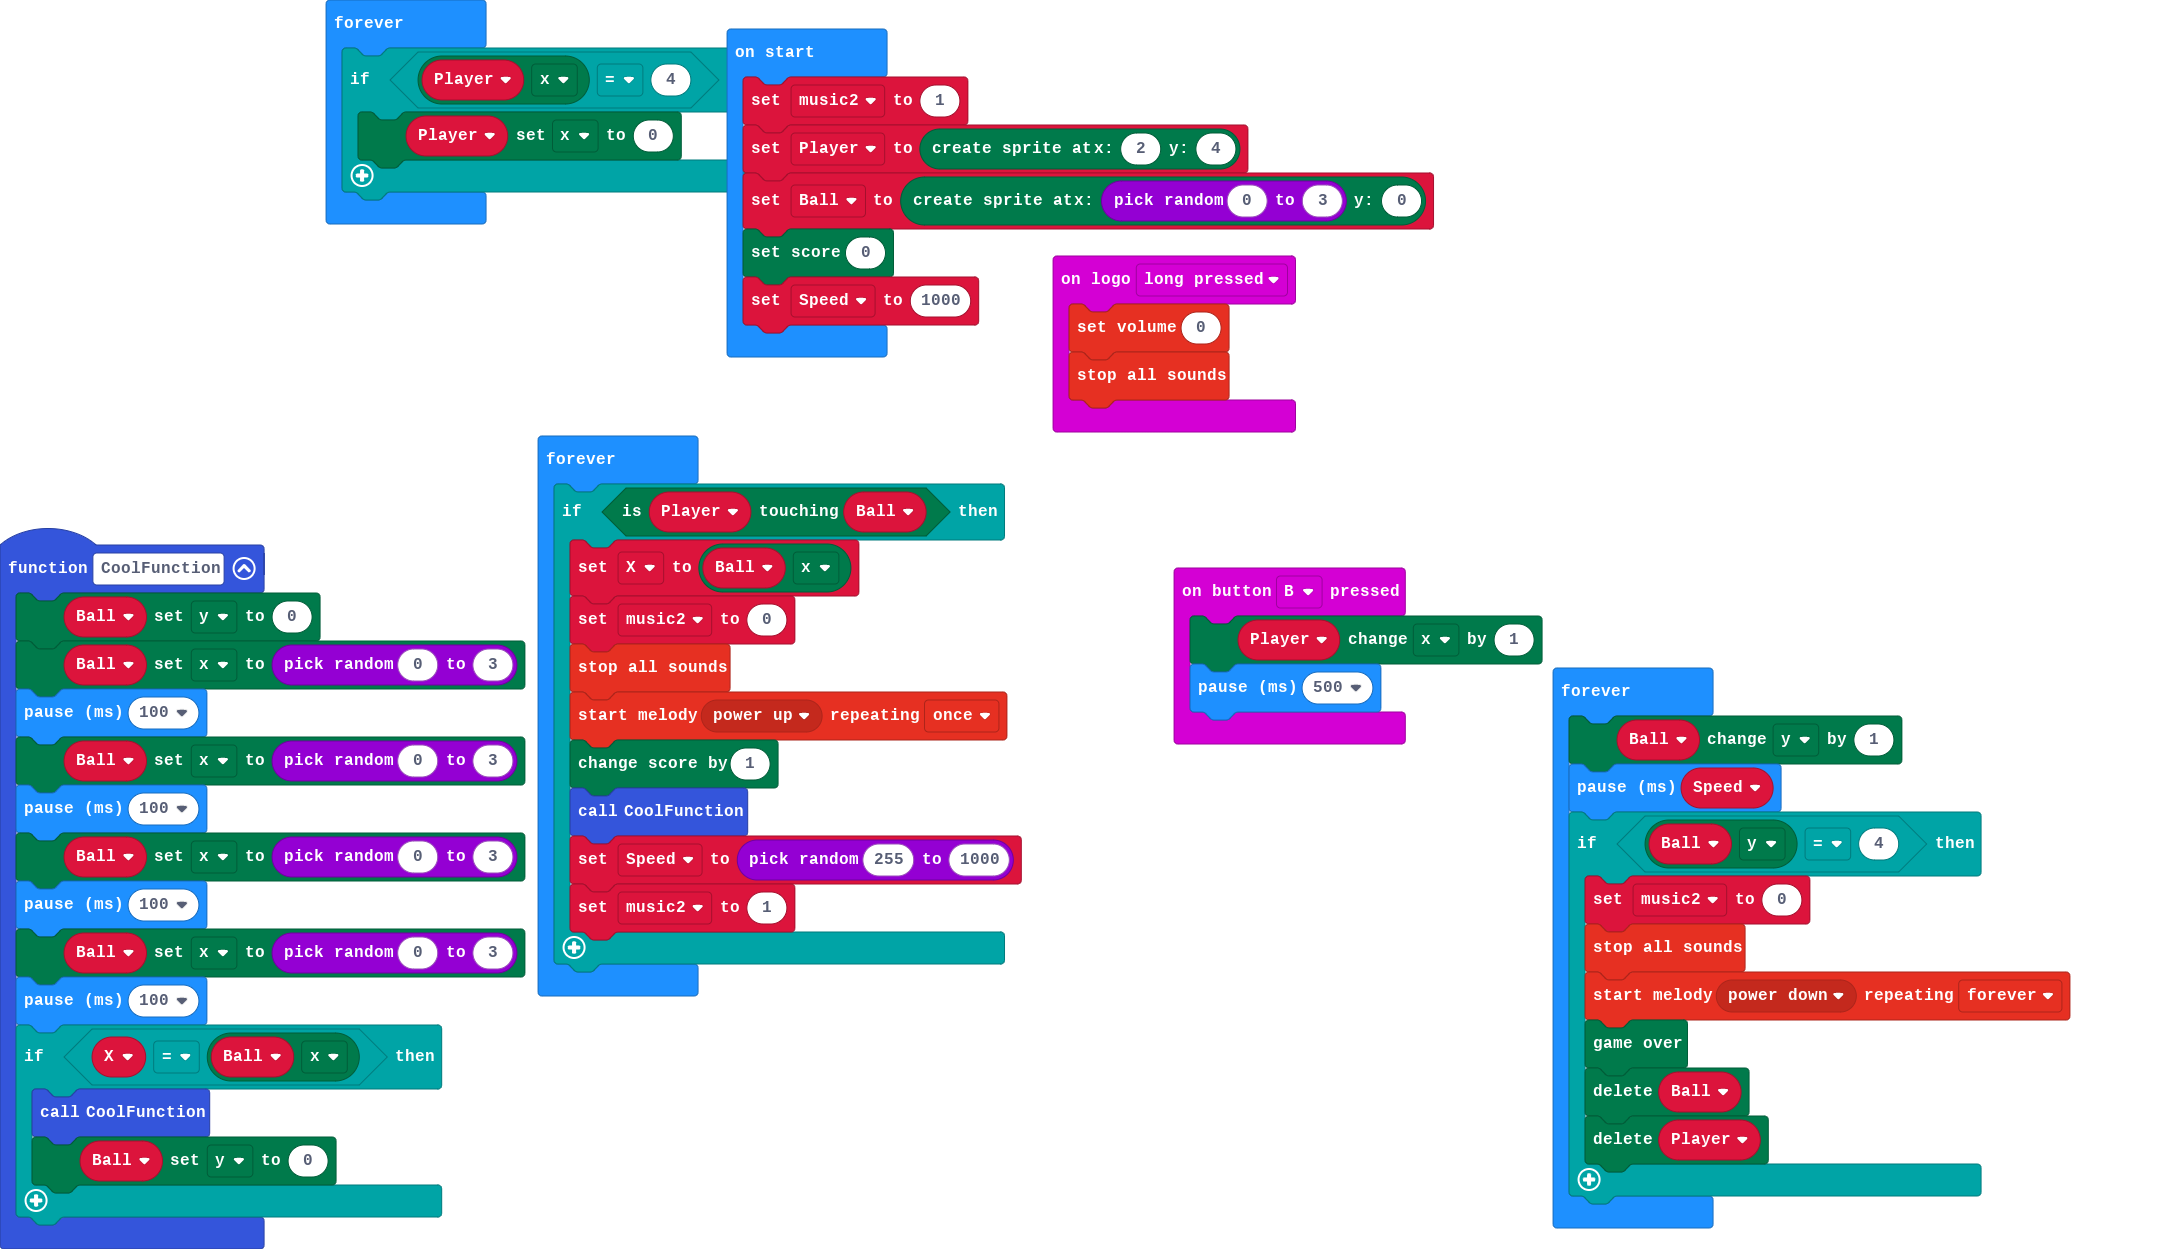 forever
if Player x = 4
Player set x to 0
on start
set music2 to 1
set Player to create sprite at x: 2 y: 4
set Ball to create sprite at x: pick random 0 to 3 y: 0
set score 0
set Speed to 1000
on logo long pressed
set volume 0
stop all sounds
function CoolFunction
Ball set y to 0
Ball set x to pick random 0 to 3
pause (ms) 100
Ball set x to pick random 0 to 3
pause (ms) 100
Ball set x to pick random 0 to 3
pause (ms) 100
Ball set x to pick random 0 to 3
pause (ms) 100
if X = Ball x then
call CoolFunction
Ball set y to 0
forever
if is Player touching Ball then
set X to Ball x
set music2 to 0
stop all sounds
start melody power up repeating once
change score by 1
call CoolFunction
set Speed to pick random 255 to 1000
set music2 to 1
on button B pressed
Player change x by 1
pause (ms) 500
forever
Ball change y by 1
pause (ms) Speed
if Ball y = 4 then
set music2 to 0
stop all sounds
start melody power down repeating forever
game over
delete Ball
delete Player